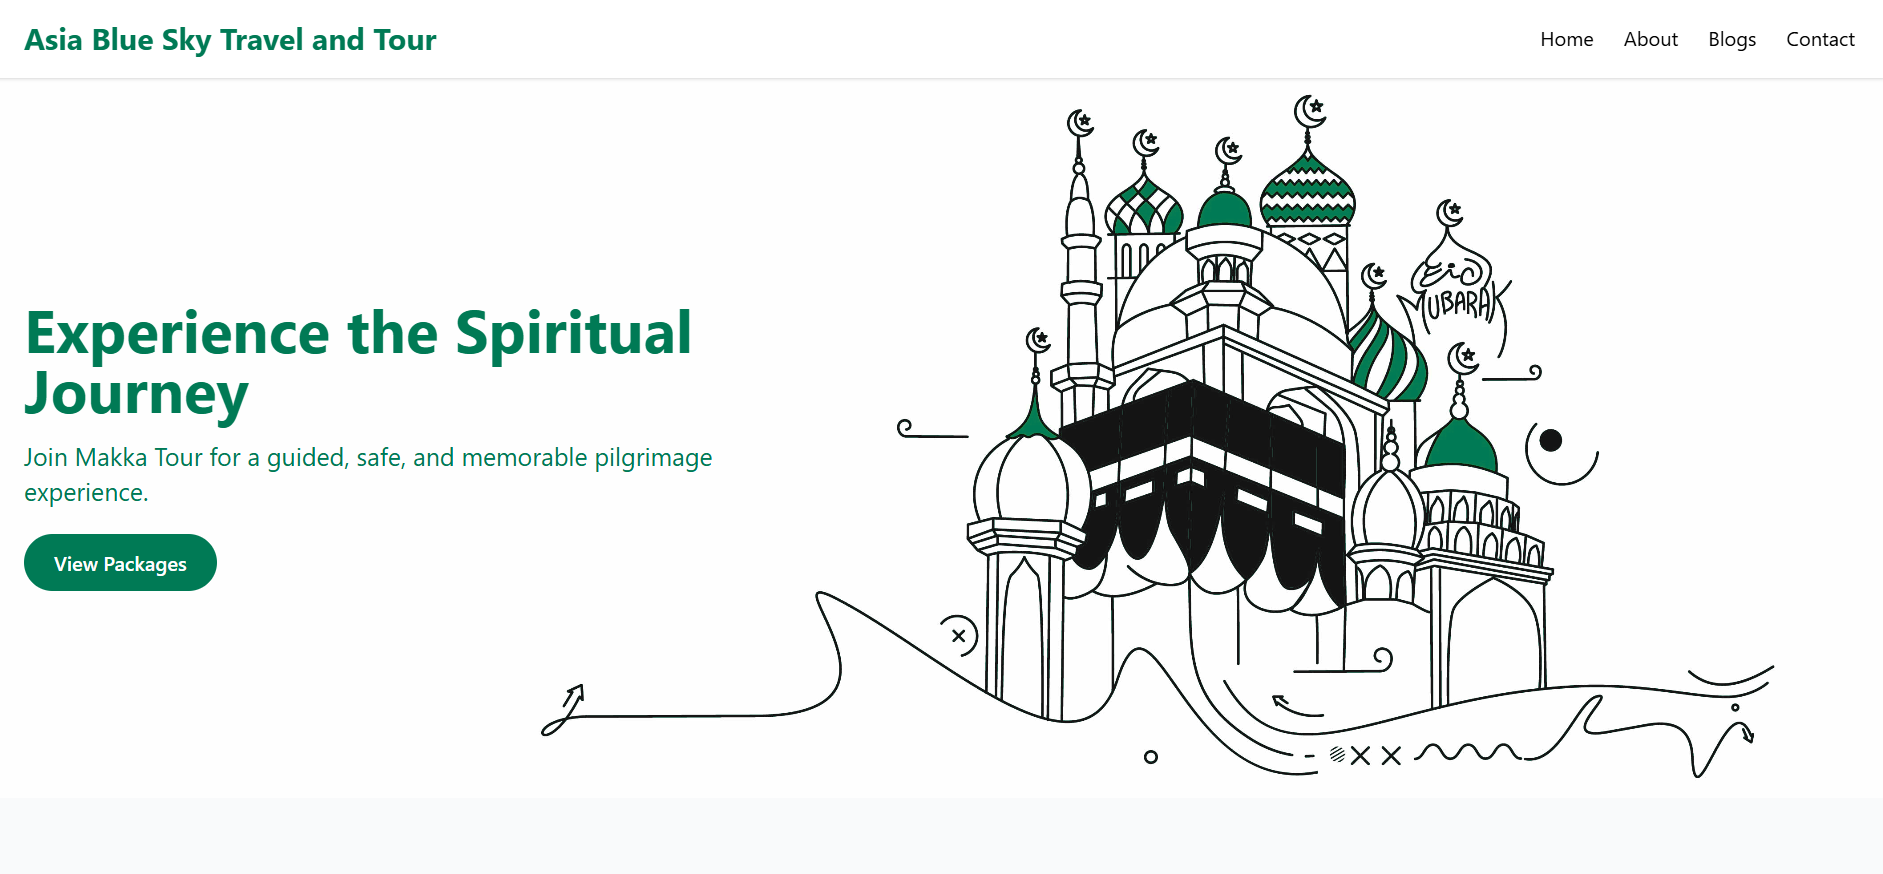 Asia Blue Sky Travel and Tour
Home About Blogs Contact
Experience the Spiritual
Journey
Join Makka Tour for a guided, safe, and memorable pilgrimage
experience.
View Packages
Eid
MUBARAK